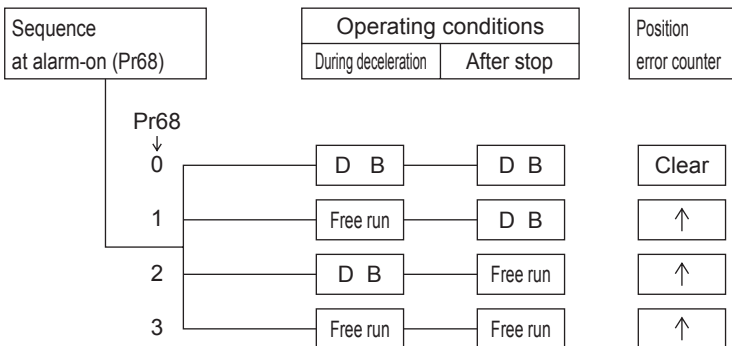 Sequence
at alarm-on (Pr68)
Operating conditions
During deceleration After stop
Position
error counter
Pr68
↓
0 D B D B Clear
1 Free run D B ↑
2 D B Free run ↑
3 Free run Free run ↑